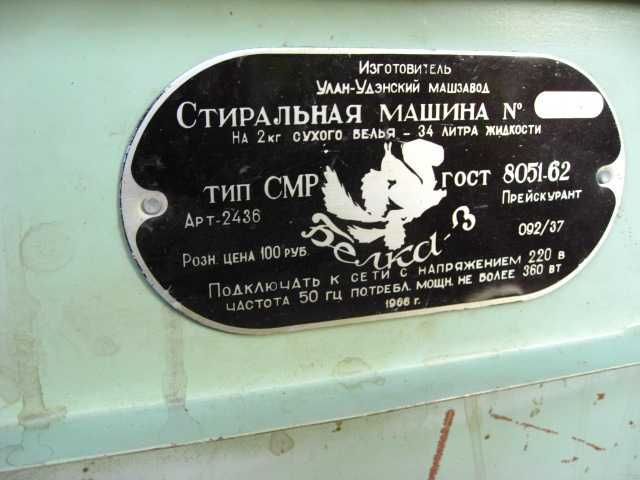 Изготовитель
Улан-Удэнский машзавод
Стиральная машина №
на 2кг сухого белья - 34 литра жидкости
тип СМР
гост 8051-62
Арт-2436
Прейскурант
092/37
Белка-3
Розн. цена 100 руб.
Подключать к сети с напряжением 220 в
частота 50 гц потребл. мощн. не более 360 вт
1966 г.